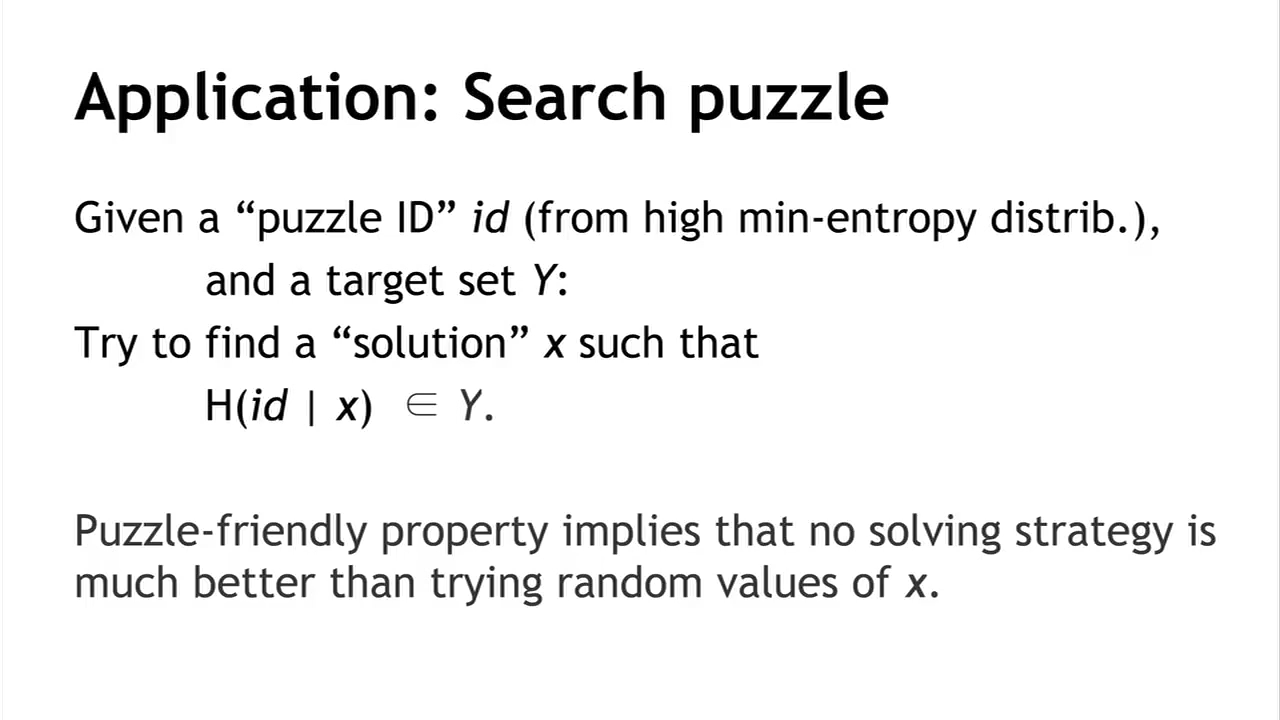 Application: Search puzzle
Given a “puzzle ID” id (from high min-entropy distrib.),
and a target set Y:
Try to find a “solution” x such that
H(id | x) ∈ Y.
Puzzle-friendly property implies that no solving strategy is
much better than trying random values of x.